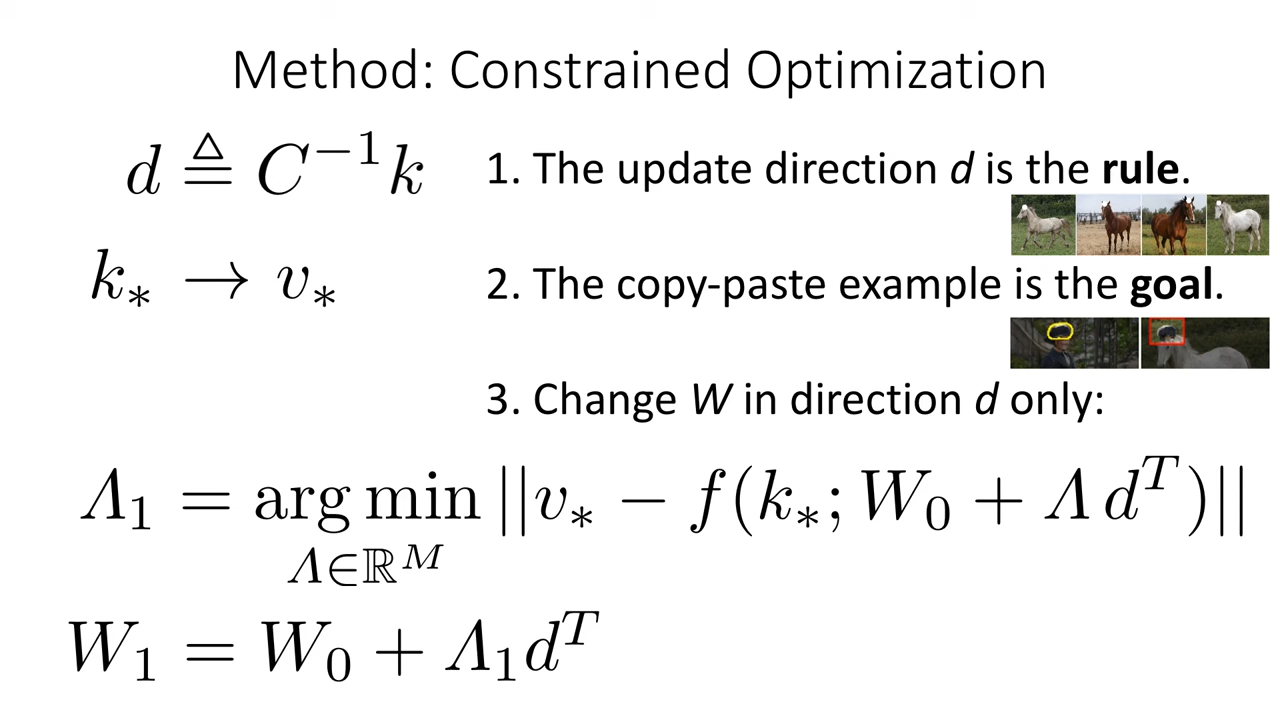 Method: Constrained Optimization
d ≜ C⁻¹k
1. The update direction d is the rule.
k∗ → v∗
2. The copy-paste example is the goal.
3. Change W in direction d only:
Λ₁ = arg min ||v∗ − f(k∗; W₀ + Λ dᵀ)||
Λ∈ℝᴹ
W₁ = W₀ + Λ₁dᵀ